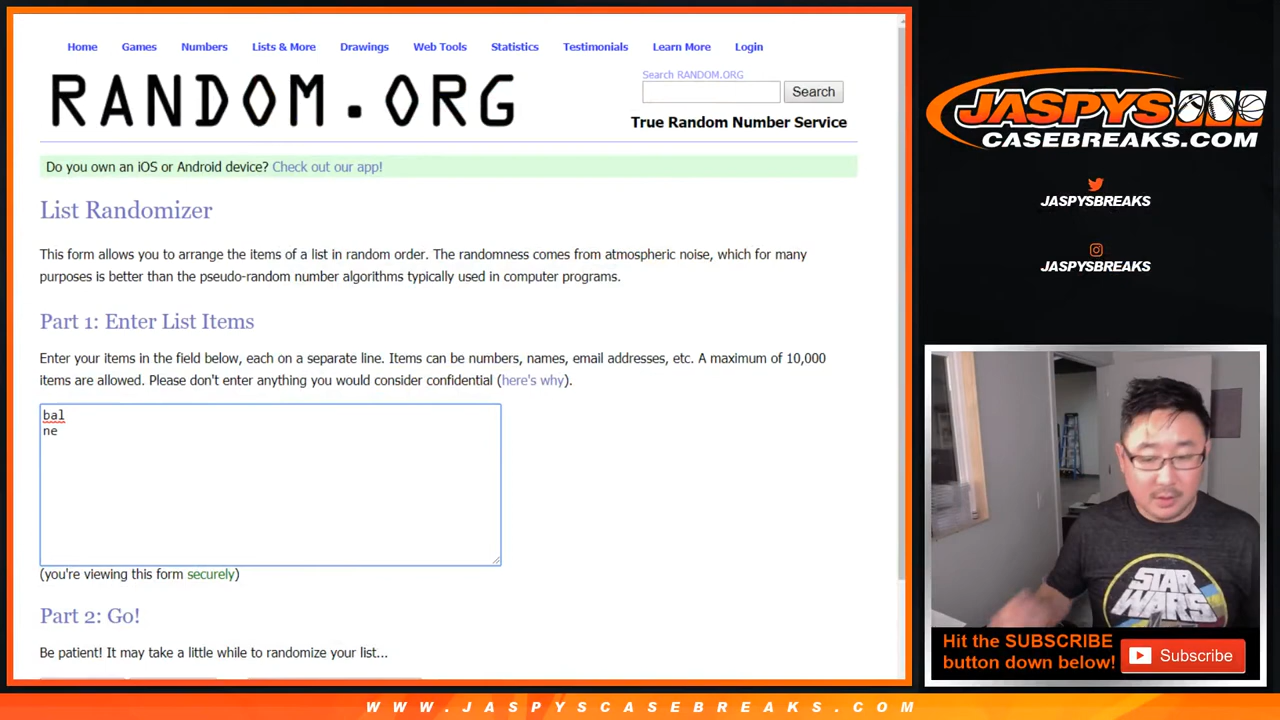 Home Games Numbers Lists & More Drawings Web Tools Statistics Testimonials Learn More Login
RANDOM.ORG
Search RANDOM.ORG
Search
True Random Number Service
Do you own an iOS or Android device? Check out our app!
List Randomizer
This form allows you to arrange the items of a list in random order. The randomness comes from atmospheric noise, which for many
purposes is better than the pseudo-random number algorithms typically used in computer programs.
Part 1: Enter List Items
Enter your items in the field below, each on a separate line. Items can be numbers, names, email addresses, etc. A maximum of 10,000
items are allowed. Please don't enter anything you would consider confidential (here's why).
bal
ne
(you're viewing this form securely)
Part 2: Go!
Be patient! It may take a little while to randomize your list...
JASPYS
CASEBREAKS.COM
JASPYSBREAKS
JASPYSBREAKS
STAR
WARS
Hit the SUBSCRIBE
button down below!
Subscribe
WWW.JASPYSCASEBREAKS.COM